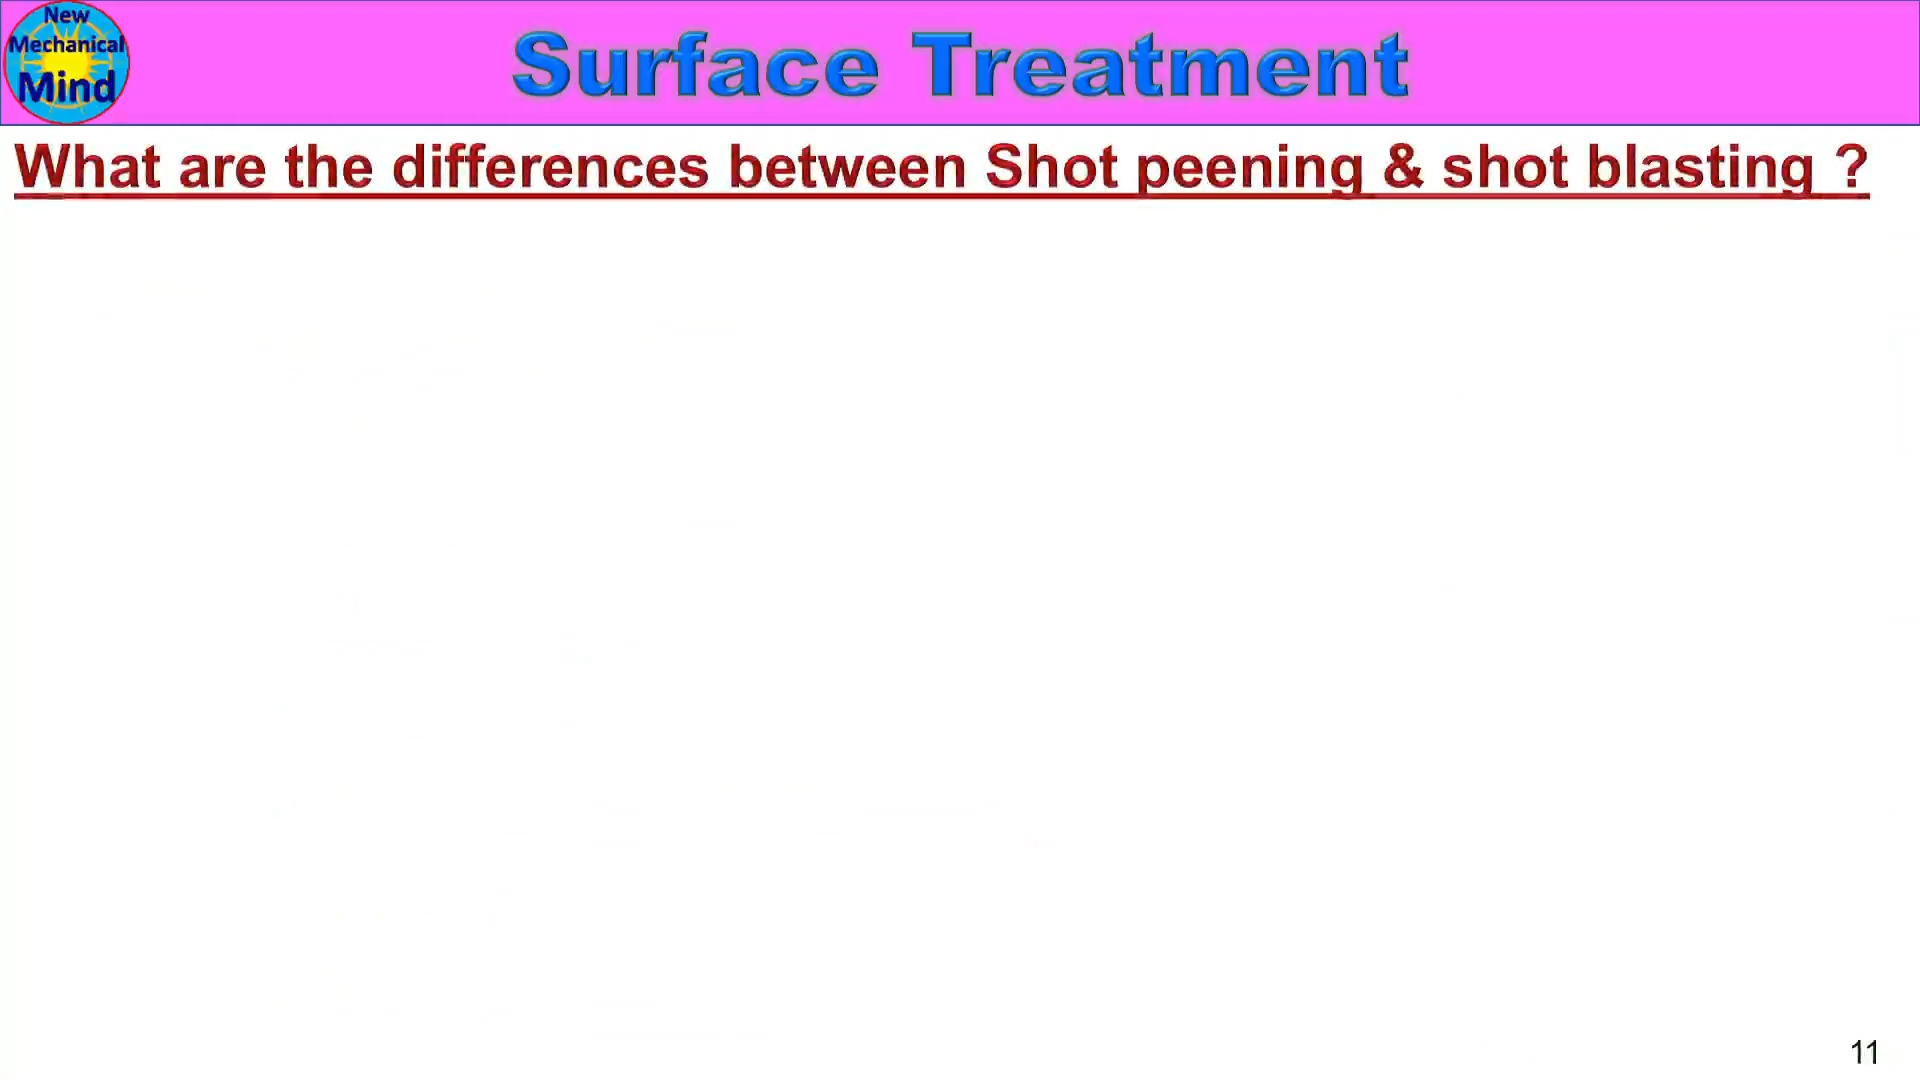 New
Mechanical
Mind
Surface Treatment
What are the differences between Shot peening & shot blasting ?
11